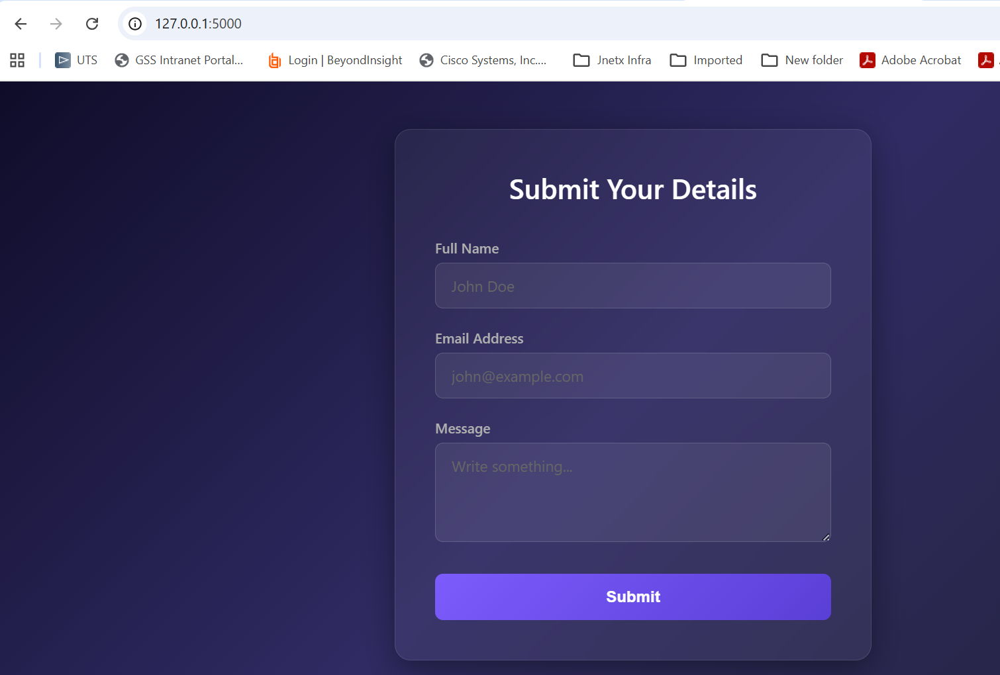 127.0.0.1:5000
UTS GSS Intranet Portal... Login | BeyondInsight Cisco Systems, Inc.... Jnetx Infra Imported New folder Adobe Acrobat
Submit Your Details
Full Name
John Doe
Email Address
john@example.com
Message
Write something...
Submit